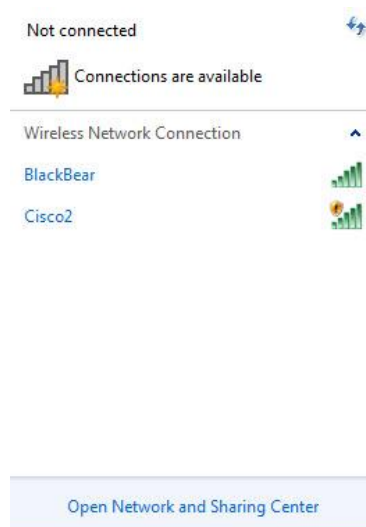 Not connected
Connections are available
Wireless Network Connection
BlackBear
Cisco2
Open Network and Sharing Center